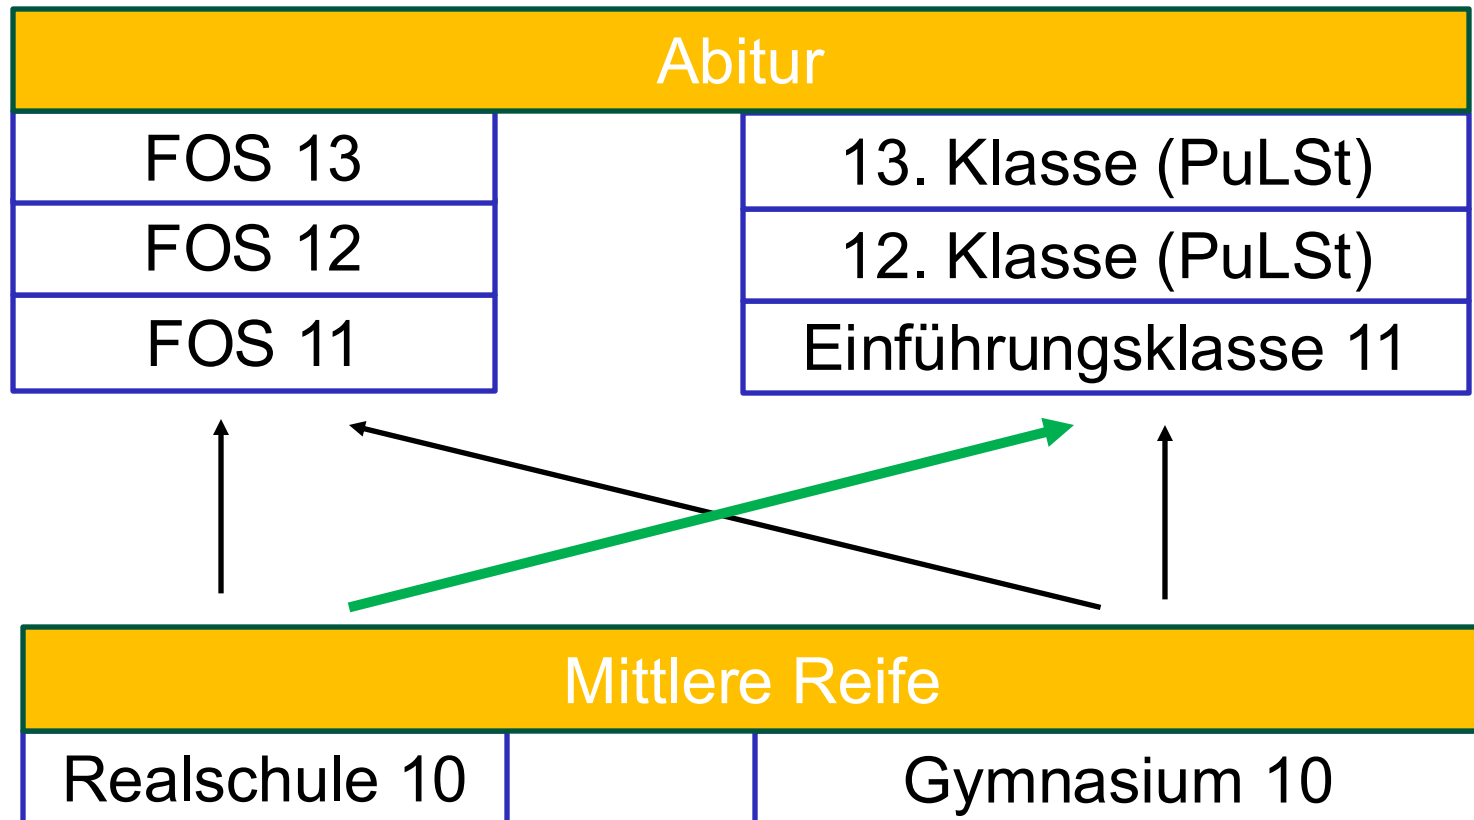 Abitur
FOS 13
13. Klasse (PuLSt)
FOS 12
12. Klasse (PuLSt)
FOS 11
Einführungsklasse 11
Mittlere Reife
Realschule 10
Gymnasium 10